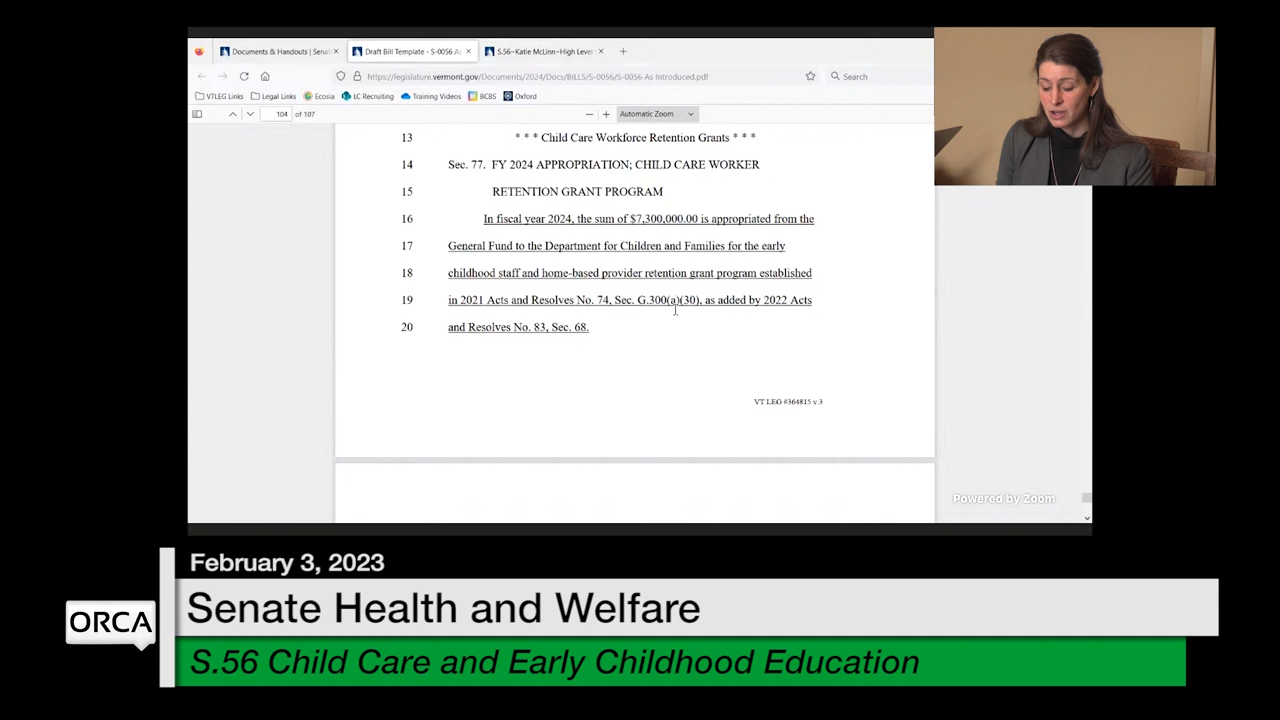 Documents & Handouts | Senat
Draft Bill Template - S-0056 As
S.56~Katie McLinn~High Level
https://legislature.vermont.gov/Documents/2024/Docs/BILLS/S-0056/S-0056 As Introduced.pdf
Search
VTLEG Links
Legal Links
Ecosia
LC Recruiting
Training Videos
BCBS
Oxford
104 of 107
Automatic Zoom
13 * * * Child Care Workforce Retention Grants * * *
14 Sec. 77. FY 2024 APPROPRIATION; CHILD CARE WORKER
15 RETENTION GRANT PROGRAM
16 In fiscal year 2024, the sum of $7,300,000.00 is appropriated from the
17 General Fund to the Department for Children and Families for the early
18 childhood staff and home-based provider retention grant program established
19 in 2021 Acts and Resolves No. 74, Sec. G.300(a)(30), as added by 2022 Acts
20 and Resolves No. 83, Sec. 68.
VT LEG #364815 v.3
Powered by Zoom
February 3, 2023
ORCA
Senate Health and Welfare
S.56 Child Care and Early Childhood Education